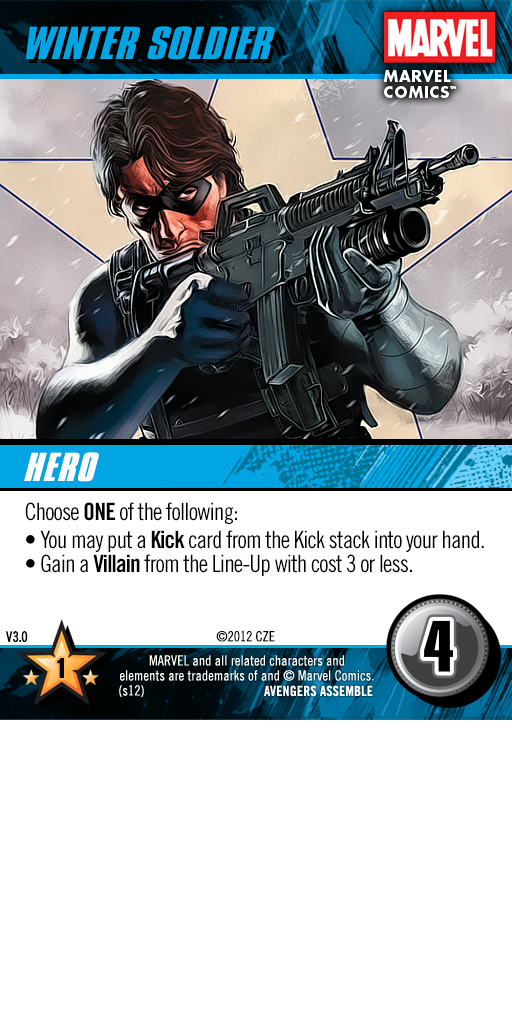 WINTER SOLDIER
MARVEL
MARVEL
COMICS™
HERO
Choose ONE of the following:
• You may put a Kick card from the Kick stack into your hand.
• Gain a Villain from the Line-Up with cost 3 or less.
V3.0
©2012 CZE
4
1
MARVEL and all related characters and
elements are trademarks of and © Marvel Comics.
(s12) AVENGERS ASSEMBLE